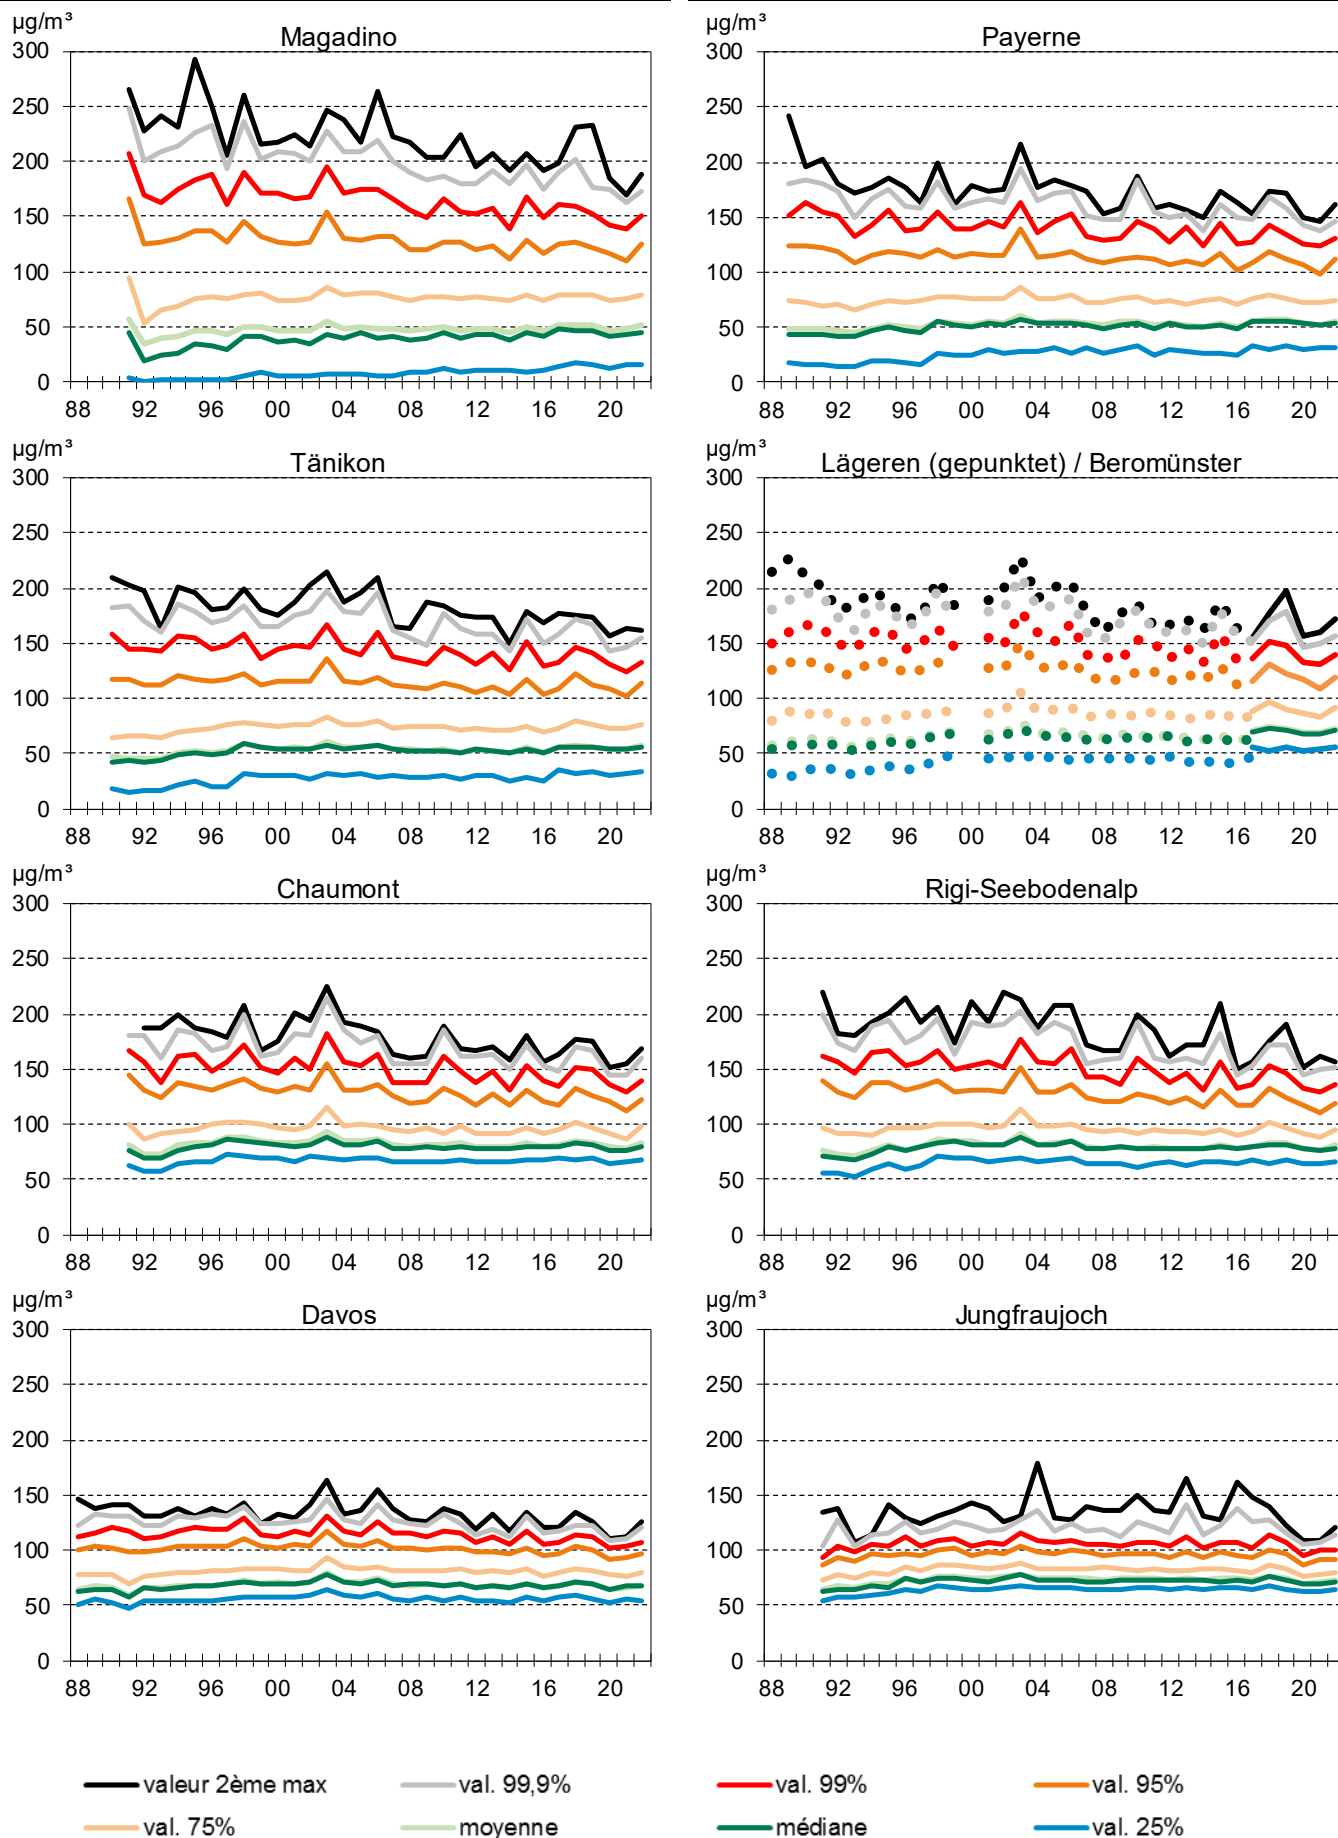 µg/m³ µg/m³
Magadino Payerne
300 300
250 250
200 200
150 150
100 100
50 50
0 0
88 92 96 00 04 08 12 16 20 88 92 96 00 04 08 12 16 20
µg/m³ µg/m³
Tänikon Lägeren (gepunktet) / Beromünster
300 300
250 250
200 200
150 150
100 100
50 50
0 0
88 92 96 00 04 08 12 16 20 88 92 96 00 04 08 12 16 20
µg/m³ µg/m³
Chaumont Rigi-Seebodenalp
300 300
250 250
200 200
150 150
100 100
50 50
0 0
88 92 96 00 04 08 12 16 20 88 92 96 00 04 08 12 16 20
µg/m³ µg/m³
Davos Jungfraujoch
300 300
250 250
200 200
150 150
100 100
50 50
0 0
88 92 96 00 04 08 12 16 20 88 92 96 00 04 08 12 16 20
valeur 2ème max val. 99,9% val. 99% val. 95%
val. 75% moyenne médiane val. 25%